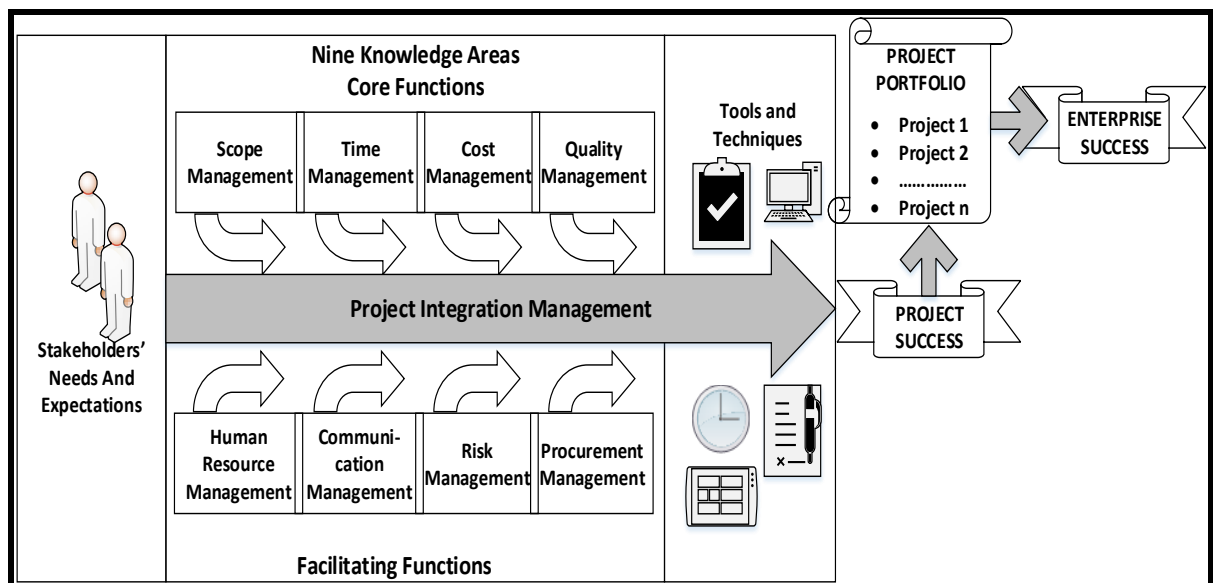 Nine Knowledge Areas
Core Functions
Scope
Management
Time
Management
Cost
Management
Quality
Management
Tools and
Techniques
PROJECT
PORTFOLIO
• Project 1
• Project 2
• ………….
• Project n
ENTERPRISE
SUCCESS
Stakeholders’
Needs And
Expectations
Project Integration Management
PROJECT
SUCCESS
Human
Resource
Management
Communi-
cation
Management
Risk
Management
Procurement
Management
Facilitating Functions